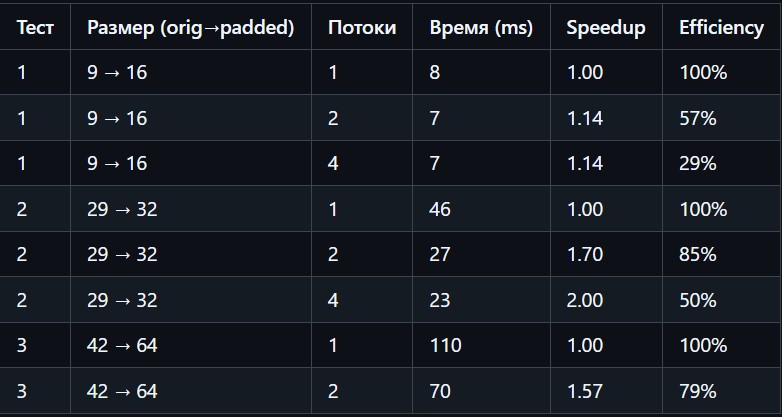 Тест Размер (orig→padded) Потоки Время (ms) Speedup Efficiency
1 9 → 16 1 8 1.00 100%
1 9 → 16 2 7 1.14 57%
1 9 → 16 4 7 1.14 29%
2 29 → 32 1 46 1.00 100%
2 29 → 32 2 27 1.70 85%
2 29 → 32 4 23 2.00 50%
3 42 → 64 1 110 1.00 100%
3 42 → 64 2 70 1.57 79%